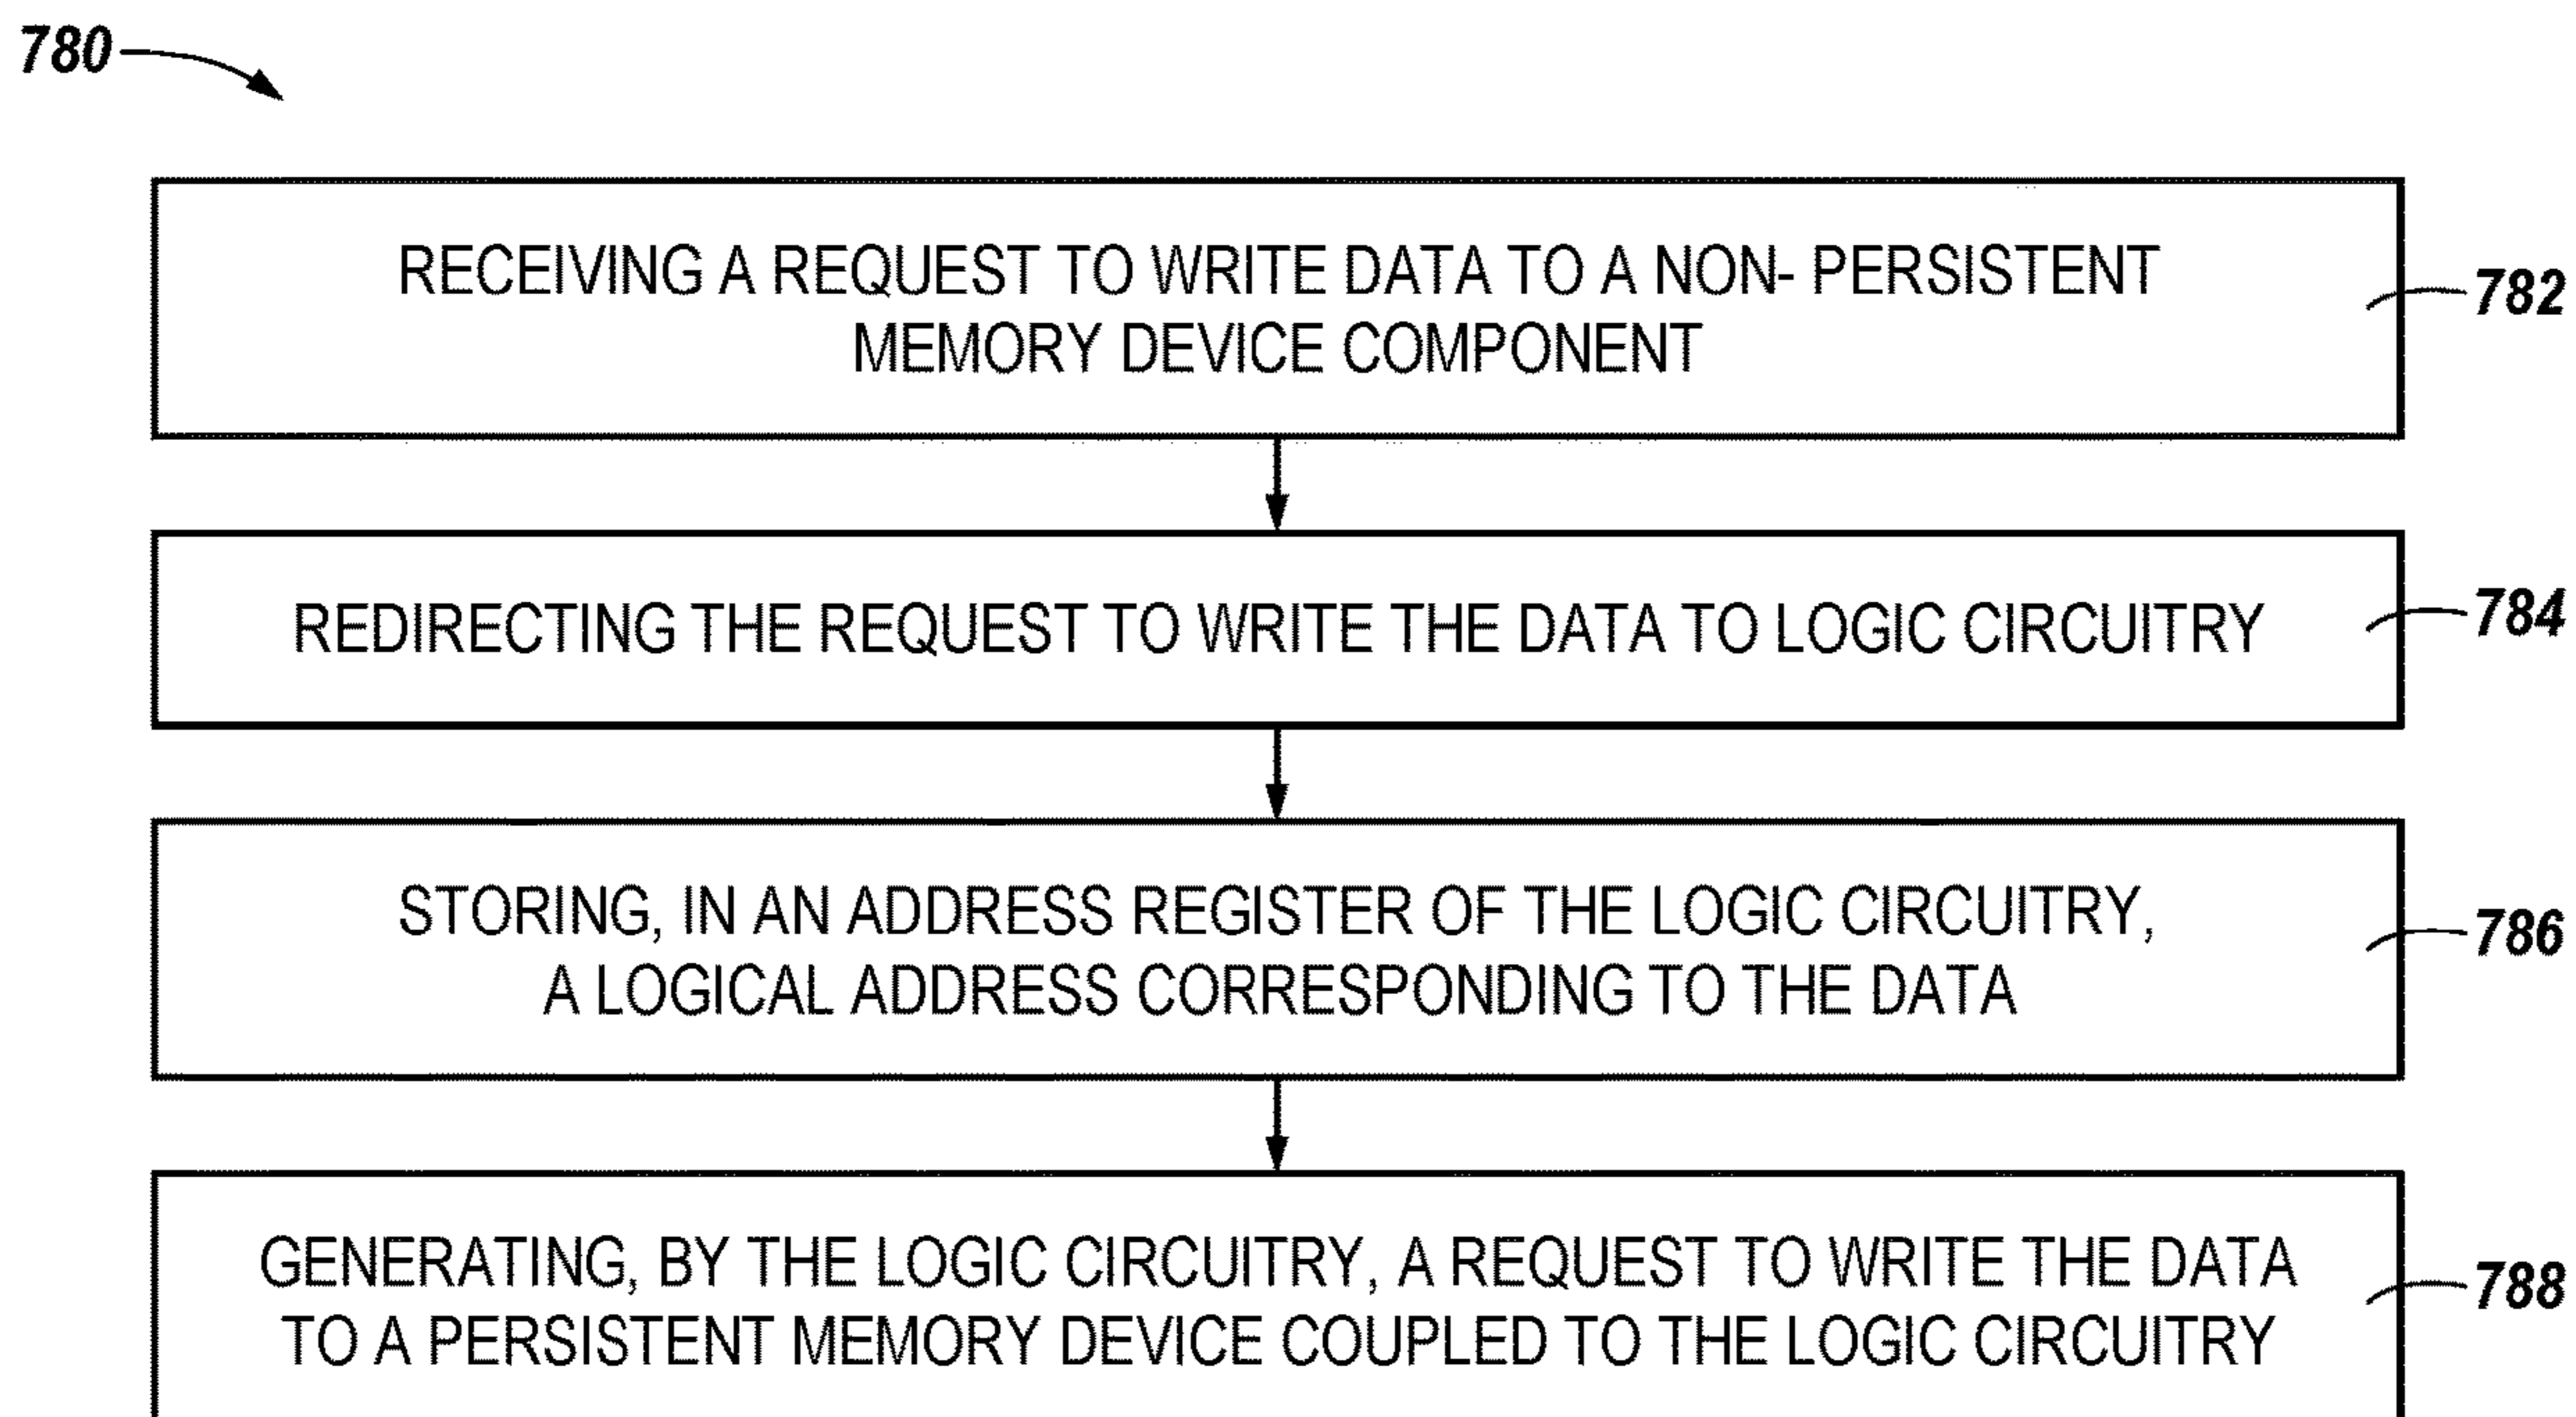 780
RECEIVING A REQUEST TO WRITE DATA TO A NON- PERSISTENT
MEMORY DEVICE COMPONENT
782
REDIRECTING THE REQUEST TO WRITE THE DATA TO LOGIC CIRCUITRY
784
STORING, IN AN ADDRESS REGISTER OF THE LOGIC CIRCUITRY,
A LOGICAL ADDRESS CORRESPONDING TO THE DATA
786
GENERATING, BY THE LOGIC CIRCUITRY, A REQUEST TO WRITE THE DATA
TO A PERSISTENT MEMORY DEVICE COUPLED TO THE LOGIC CIRCUITRY
788